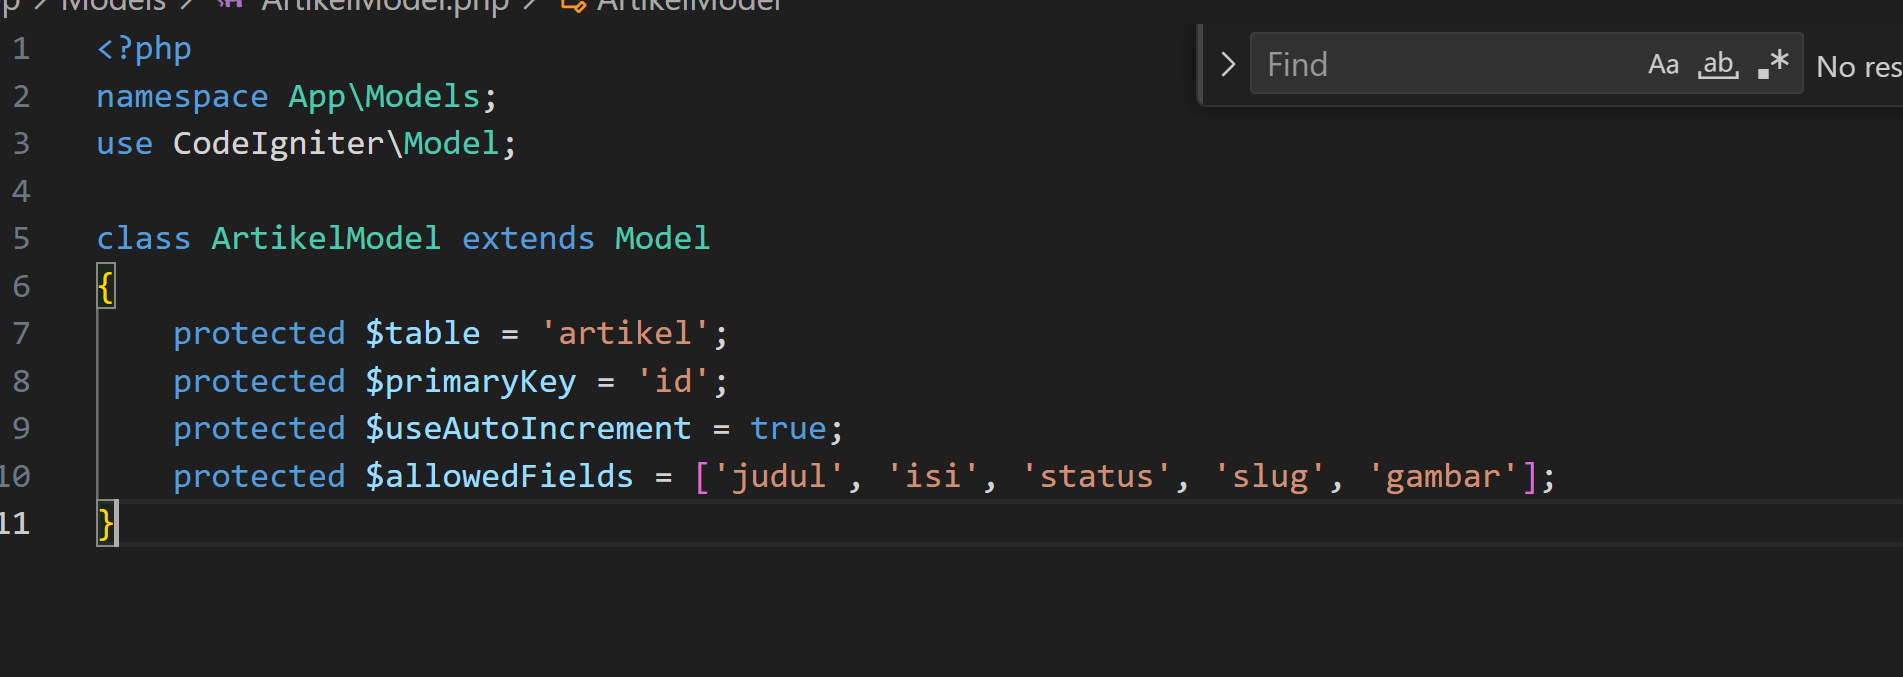 p > Models > ArtikelModel.php > ArtikelModel
Find Aa ab .* No res
1 <?php
2 namespace App\Models;
3 use CodeIgniter\Model;
4
5 class ArtikelModel extends Model
6 {
7 protected $table = 'artikel';
8 protected $primaryKey = 'id';
9 protected $useAutoIncrement = true;
10 protected $allowedFields = ['judul', 'isi', 'status', 'slug', 'gambar'];
11 }